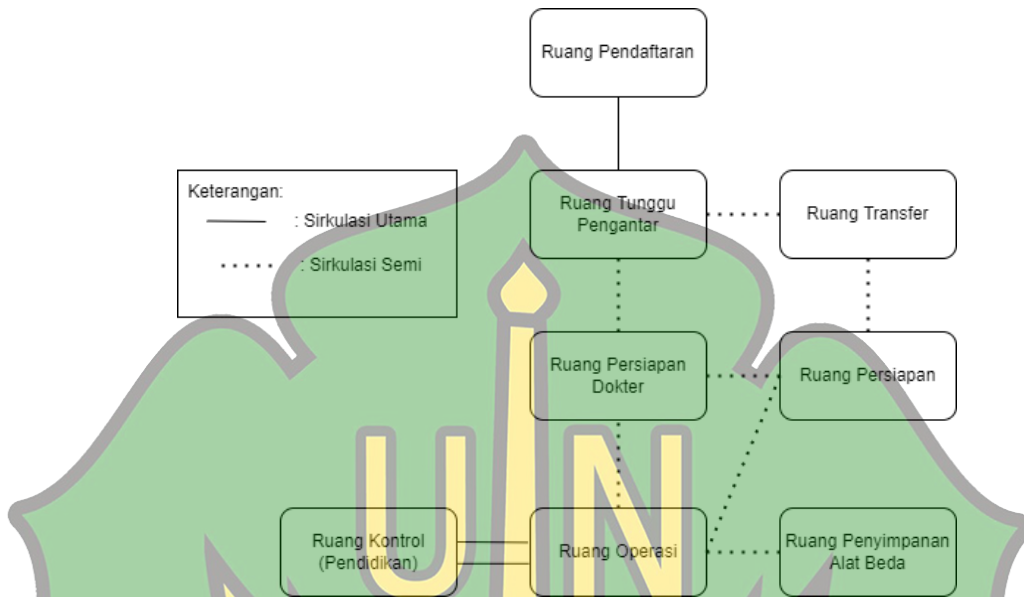 Ruang Pendaftaran
Keterangan:
: Sirkulasi Utama
: Sirkulasi Semi
Ruang Tunggu
Pengantar
Ruang Transfer
Ruang Persiapan
Dokter
Ruang Persiapan
UIN
Ruang Kontrol
(Pendidikan)
Ruang Operasi
Ruang Penyimpanan
Alat Beda